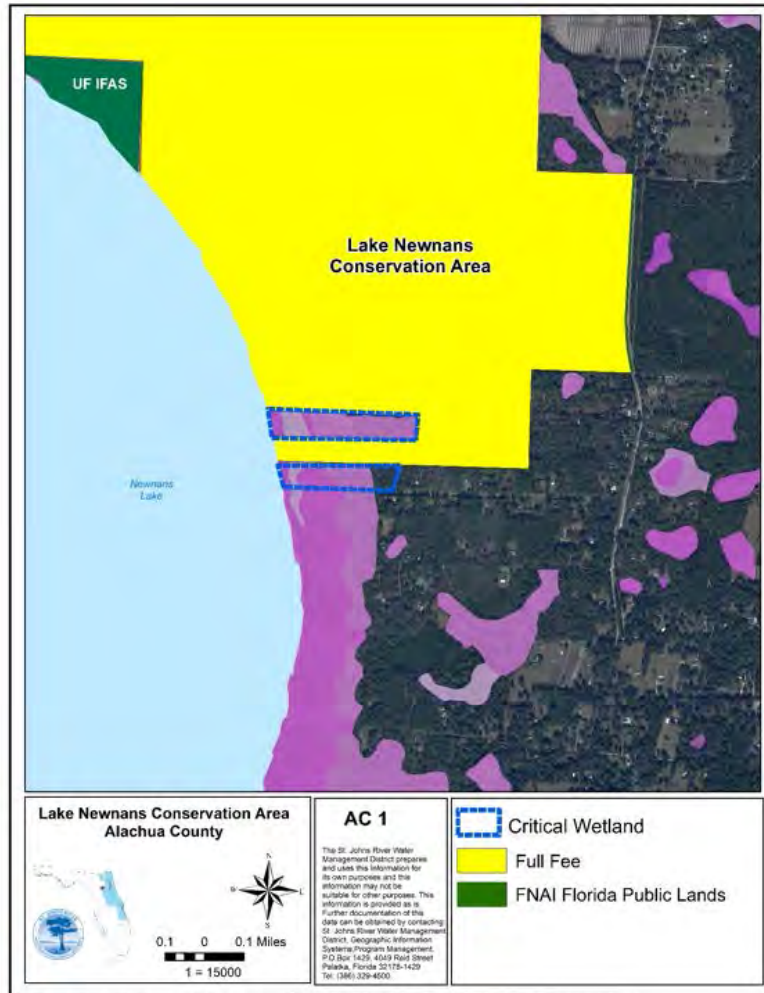 UF IFAS
Lake Newnans
Conservation Area
Newnans
Lake
Lake Newnans Conservation Area
Alachua County
N
W
E
S
0.1 0 0.1 Miles
1 = 15000
AC 1
The St. Johns River Water
Management District prepares
and uses this information for
its own purposes and this
information may not be
suitable for other purposes. This
information is provided as is.
Further documentation of this
data can be obtained by contacting:
St. Johns River Water Management
District, Geographic Information
Systems,Program Management,
P.O.Box 1429, 4049 Reid Street
Palatka, Florida 32178-1429
Tel: (386) 329-4500.
Critical Wetland
Full Fee
FNAI Florida Public Lands